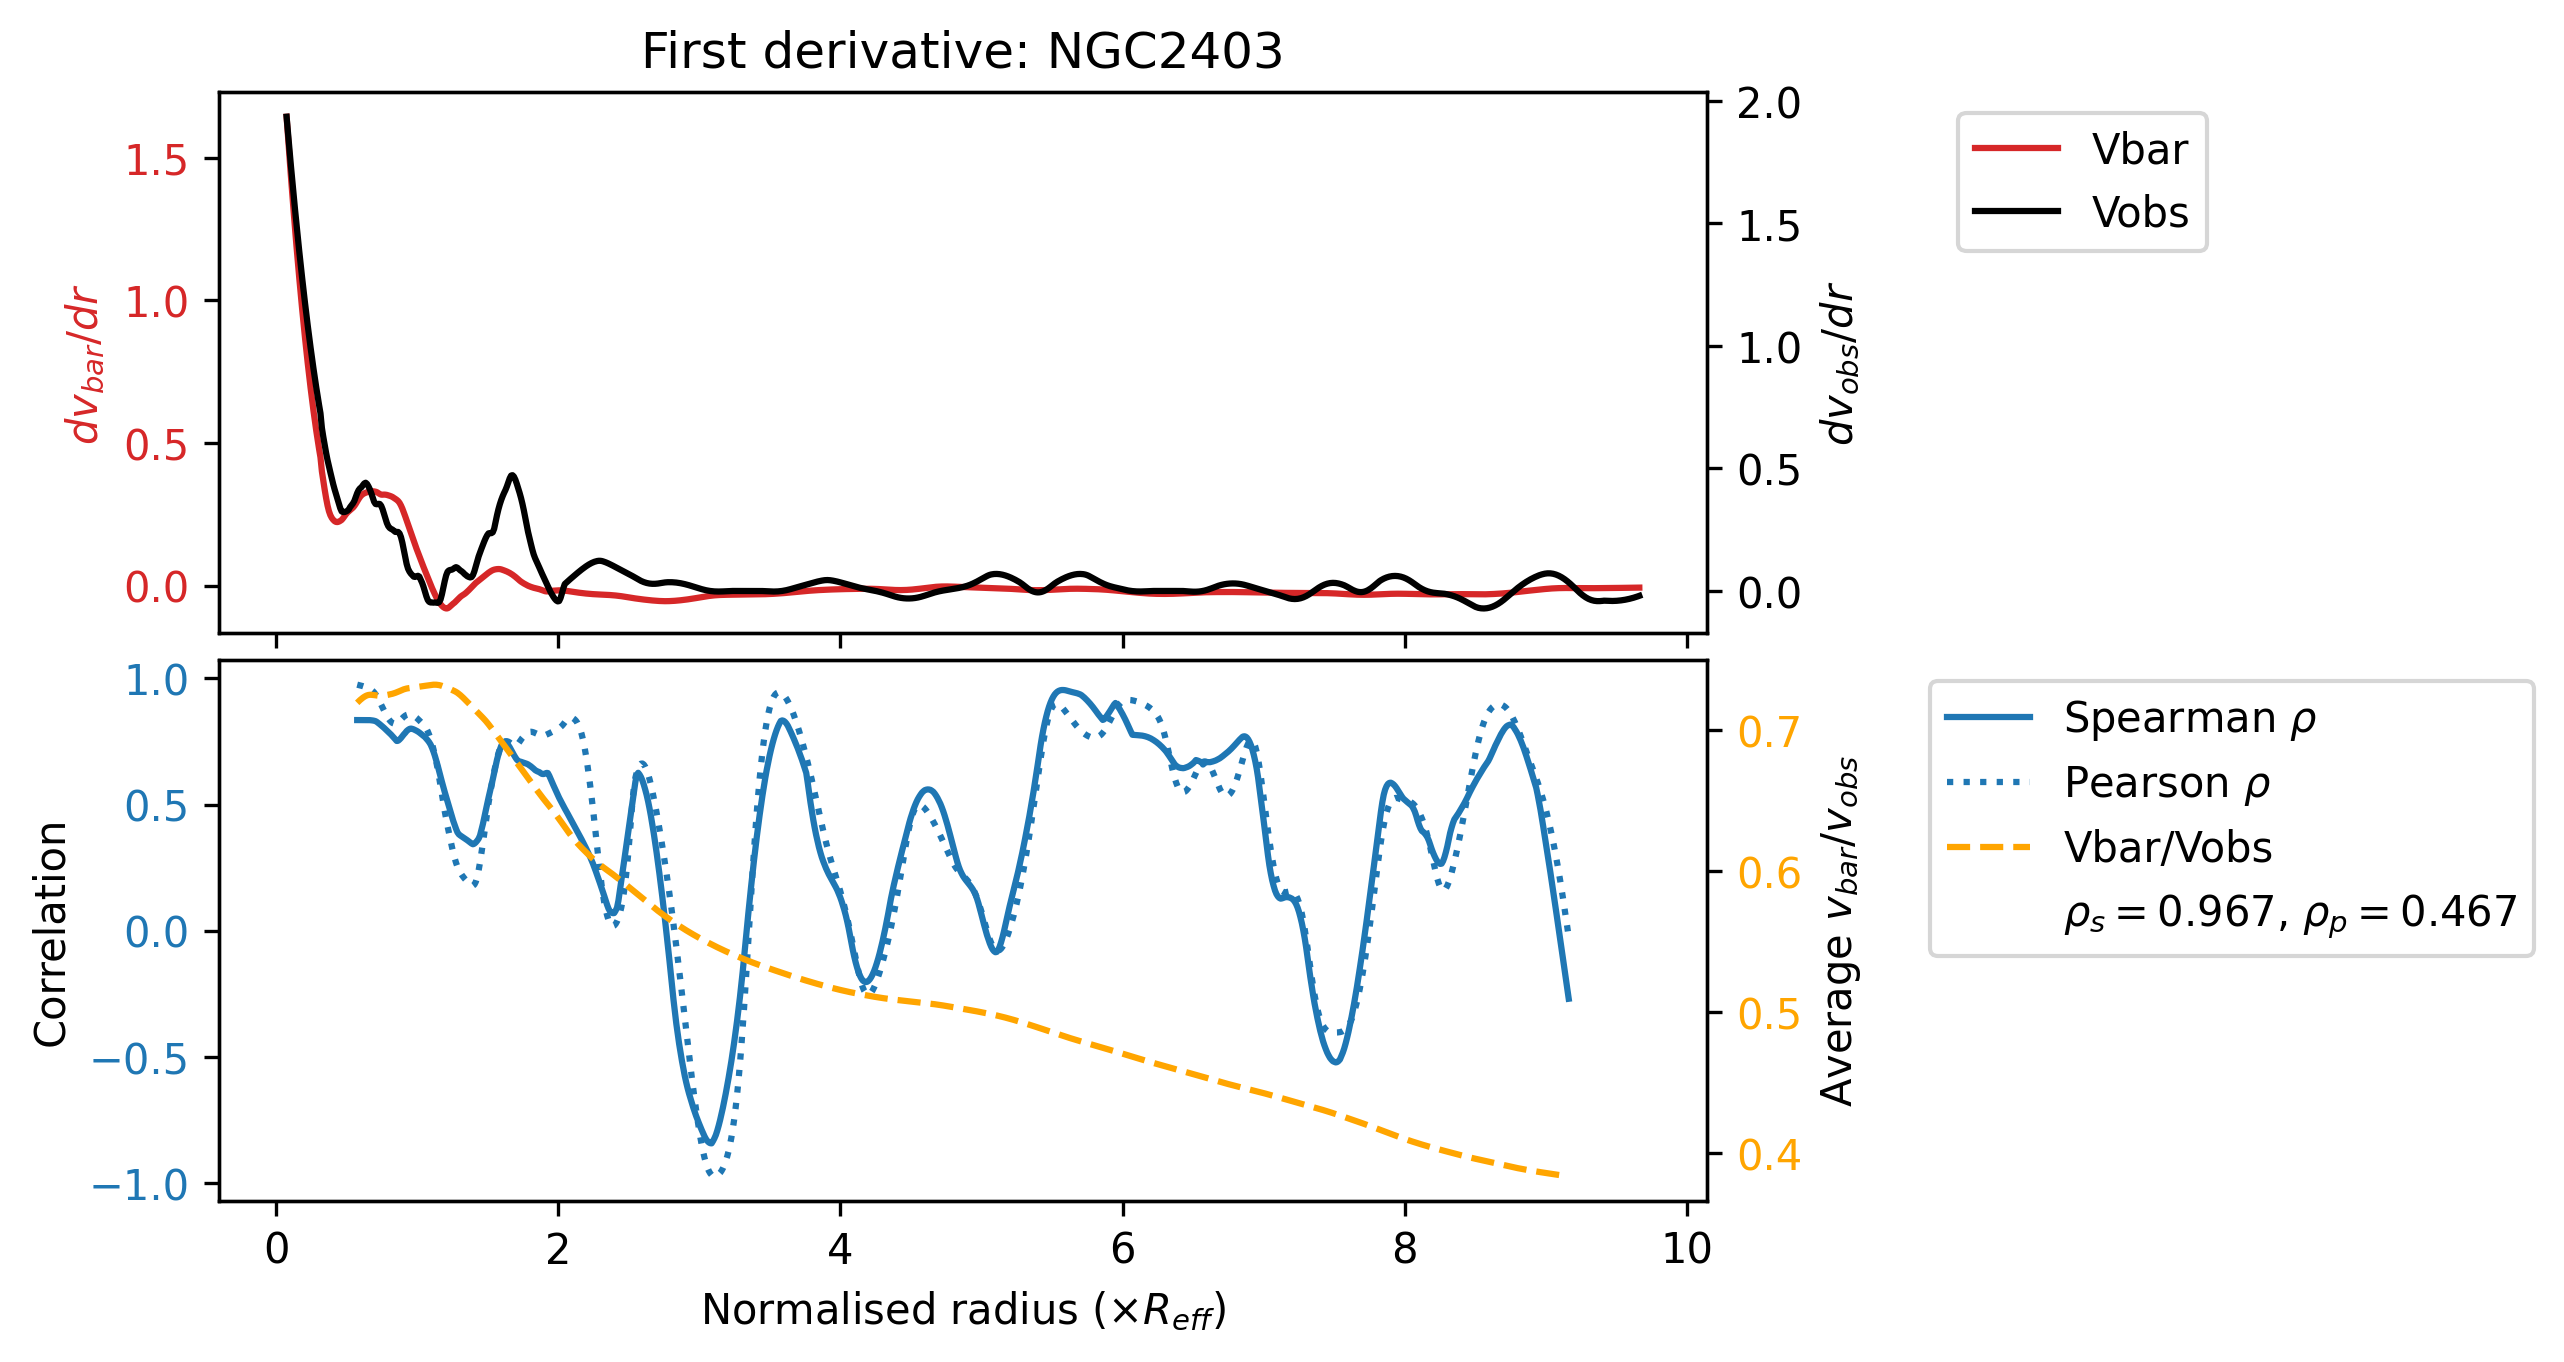 First derivative: NGC2403
1.5
1.0
0.5
0.0
dv_bar/dr
2.0
1.5
1.0
0.5
0.0
dv_obs/dr
Vbar
Vobs
1.0
0.5
0.0
−0.5
−1.0
Correlation
0.7
0.6
0.5
0.4
Average v_bar/v_obs
Spearman ρ
Pearson ρ
Vbar/Vobs
ρ_s = 0.967, ρ_p = 0.467
0 2 4 6 8 10
Normalised radius (×R_eff)